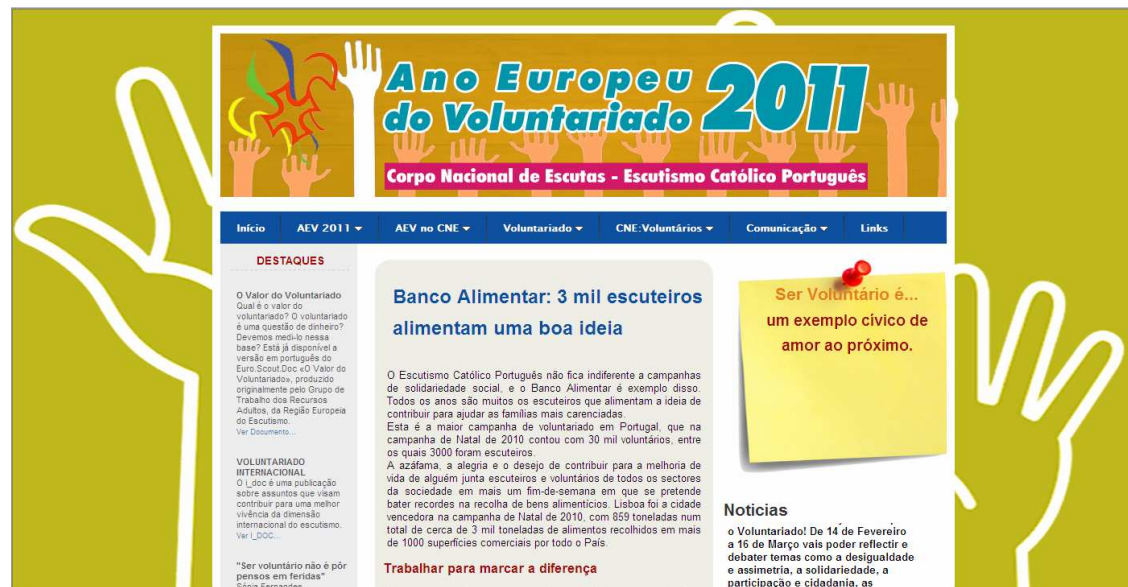 Ano Europeu
do Voluntariado 2011
Corpo Nacional de Escutas - Escutismo Católico Português
Início AEV 2011 AEV no CNE Voluntariado CNE:Voluntários Comunicação Links
DESTAQUES
O Valor do Voluntariado
Qual é o valor do
voluntariado? O voluntariado
é uma questão de dinheiro?
Devemos medi-lo nessa
base? Está já disponível a
versão em português do
Euro.Scout.Doc «O Valor do
Voluntariado», produzido
originalmente pelo Grupo de
Trabalho dos Recursos
Adultos, da Região Europeia
do Escutismo.
Ver Documento...
VOLUNTARIADO
INTERNACIONAL
O i_doc é uma publicação
sobre assuntos que visam
contribuir para uma melhor
vivência da dimensão
internacional do escutismo.
Ver I_DOC...
"Ser voluntário não é pôr
pensos em feridas"
Sónia Fernandes
Banco Alimentar: 3 mil escuteiros
alimentam uma boa ideia
O Escutismo Católico Português não fica indiferente a campanhas
de solidariedade social, e o Banco Alimentar é exemplo disso.
Todos os anos são muitos os escuteiros que alimentam a ideia de
contribuir para ajudar as famílias mais carenciadas.
Esta é a maior campanha de voluntariado em Portugal, que na
campanha de Natal de 2010 contou com 30 mil voluntários, entre
os quais 3000 foram escuteiros.
A azáfama, a alegria e o desejo de contribuir para a melhoria de
vida de alguém junta escuteiros e voluntários de todos os sectores
da sociedade em mais um fim-de-semana em que se pretende
bater recordes na recolha de bens alimentícios. Lisboa foi a cidade
vencedora na campanha de Natal de 2010, com 859 toneladas num
total de cerca de 3 mil toneladas de alimentos recolhidos em mais
de 1000 superfícies comerciais por todo o País.
Trabalhar para marcar a diferença
Ser Voluntário é...
um exemplo cívico de
amor ao próximo.
Noticias
o Voluntariado! De 14 de Fevereiro
a 16 de Março vais poder reflectir e
debater temas como a desigualdade
e assimetria, a solidariedade, a
participação e cidadania, as